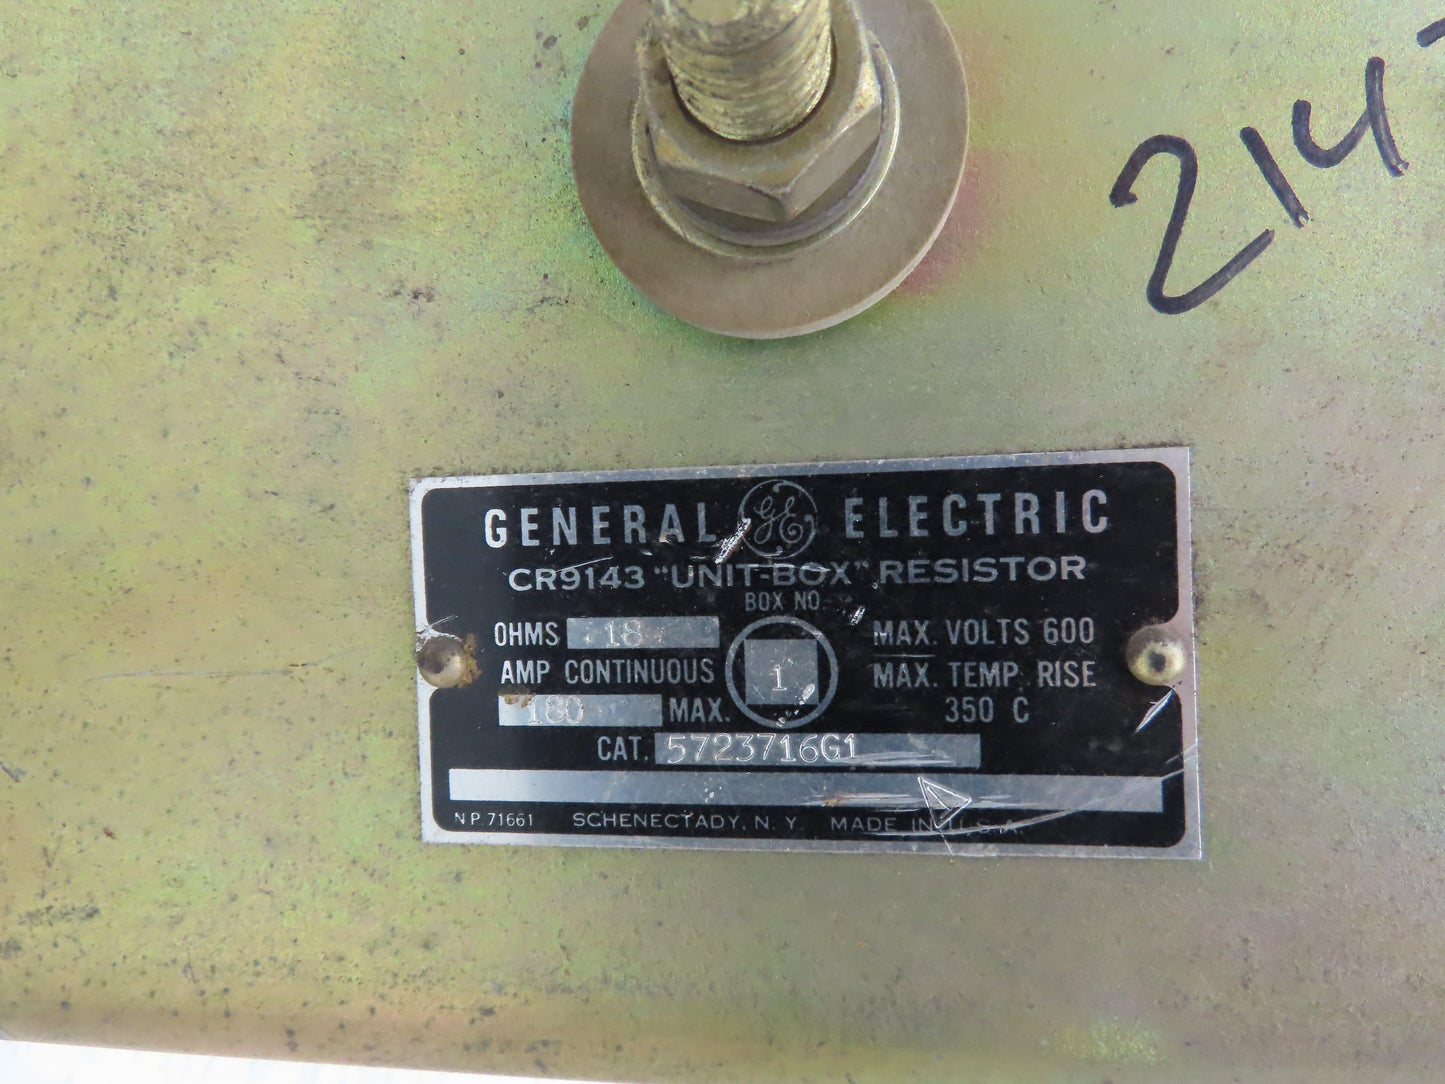 214
GENERAL GE ELECTRIC
CR9143 "UNIT-BOX" RESISTOR
BOX NO.
OHMS .18 MAX. VOLTS 600
AMP CONTINUOUS 1 MAX. TEMP. RISE
180 MAX. 350 C
CAT. 5723716G1
N P. 71661 SCHENECTADY, N. Y. MADE IN U.S.A.